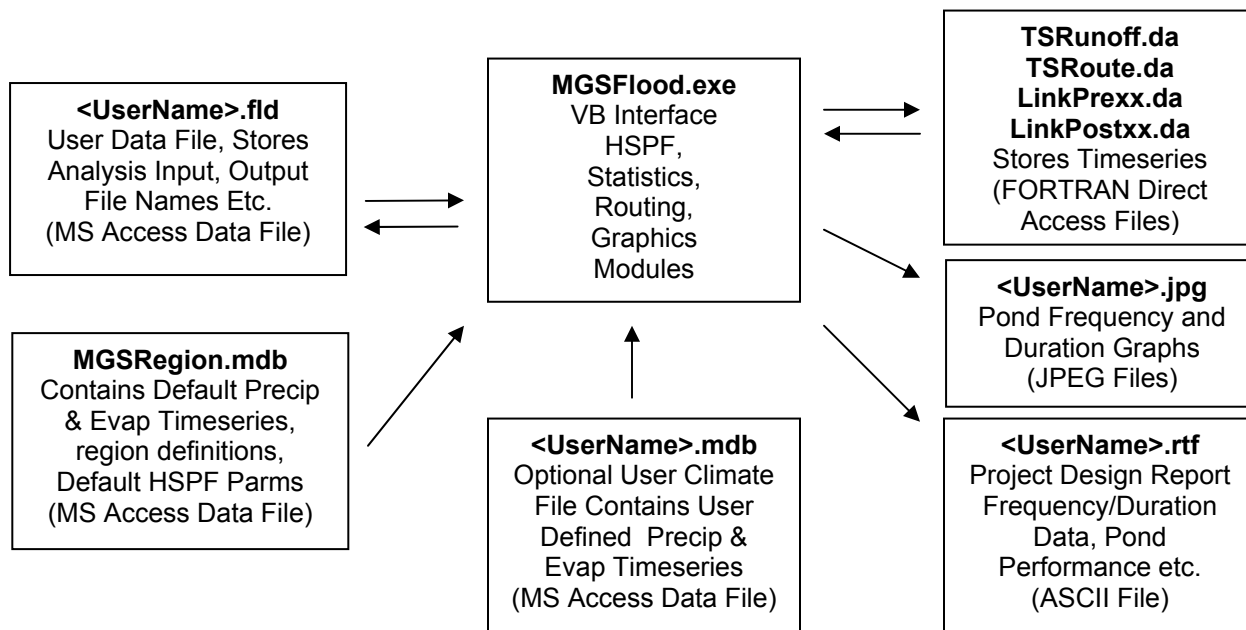 <UserName>.fld
User Data File, Stores
Analysis Input, Output
File Names Etc.
(MS Access Data File)
MGSFlood.exe
VB Interface
HSPF,
Statistics,
Routing,
Graphics
Modules
TSRunoff.da
TSRoute.da
LinkPrexx.da
LinkPostxx.da
Stores Timeseries
(FORTRAN Direct
Access Files)
<UserName>.jpg
Pond Frequency and
Duration Graphs
(JPEG Files)
MGSRegion.mdb
Contains Default Precip
& Evap Timeseries,
region definitions,
Default HSPF Parms
(MS Access Data File)
<UserName>.mdb
Optional User Climate
File Contains User
Defined Precip &
Evap Timeseries
(MS Access Data File)
<UserName>.rtf
Project Design Report
Frequency/Duration
Data, Pond
Performance etc.
(ASCII File)